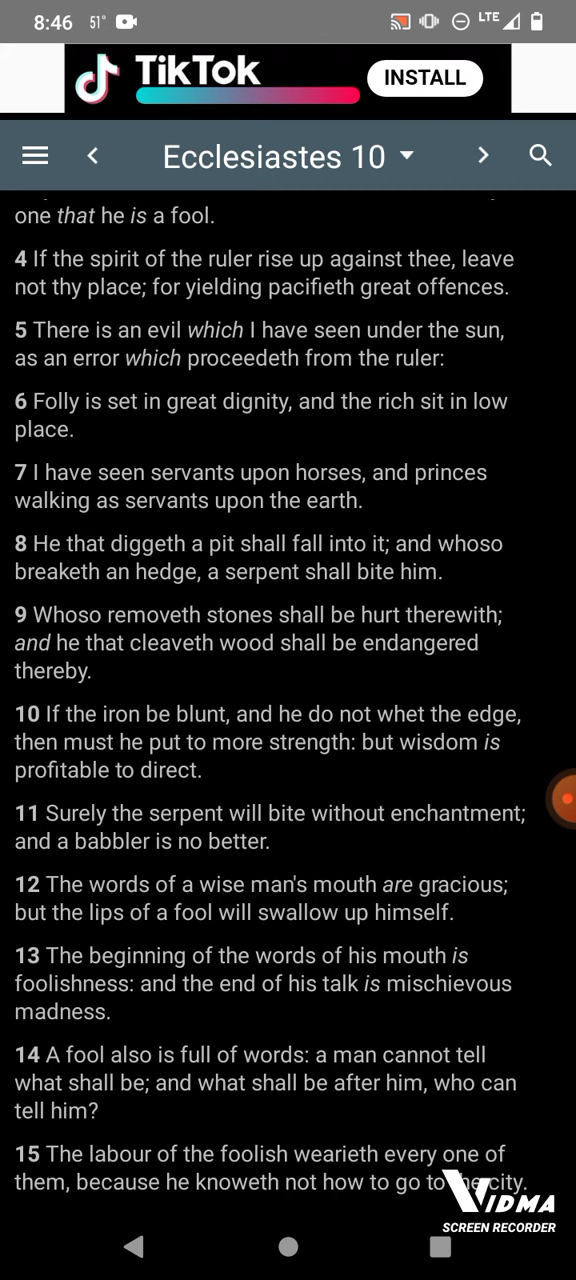 8:46 51° LTE
TikTok
INSTALL
Ecclesiastes 10
one that he is a fool.
4 If the spirit of the ruler rise up against thee, leave
not thy place; for yielding pacifieth great offences.
5 There is an evil which I have seen under the sun,
as an error which proceedeth from the ruler:
6 Folly is set in great dignity, and the rich sit in low
place.
7 I have seen servants upon horses, and princes
walking as servants upon the earth.
8 He that diggeth a pit shall fall into it; and whoso
breaketh an hedge, a serpent shall bite him.
9 Whoso removeth stones shall be hurt therewith;
and he that cleaveth wood shall be endangered
thereby.
10 If the iron be blunt, and he do not whet the edge,
then must he put to more strength: but wisdom is
profitable to direct.
11 Surely the serpent will bite without enchantment;
and a babbler is no better.
12 The words of a wise man's mouth are gracious;
but the lips of a fool will swallow up himself.
13 The beginning of the words of his mouth is
foolishness: and the end of his talk is mischievous
madness.
14 A fool also is full of words: a man cannot tell
what shall be; and what shall be after him, who can
tell him?
15 The labour of the foolish wearieth every one of
them, because he knoweth not how to go to the city.
VIDMA
SCREEN RECORDER